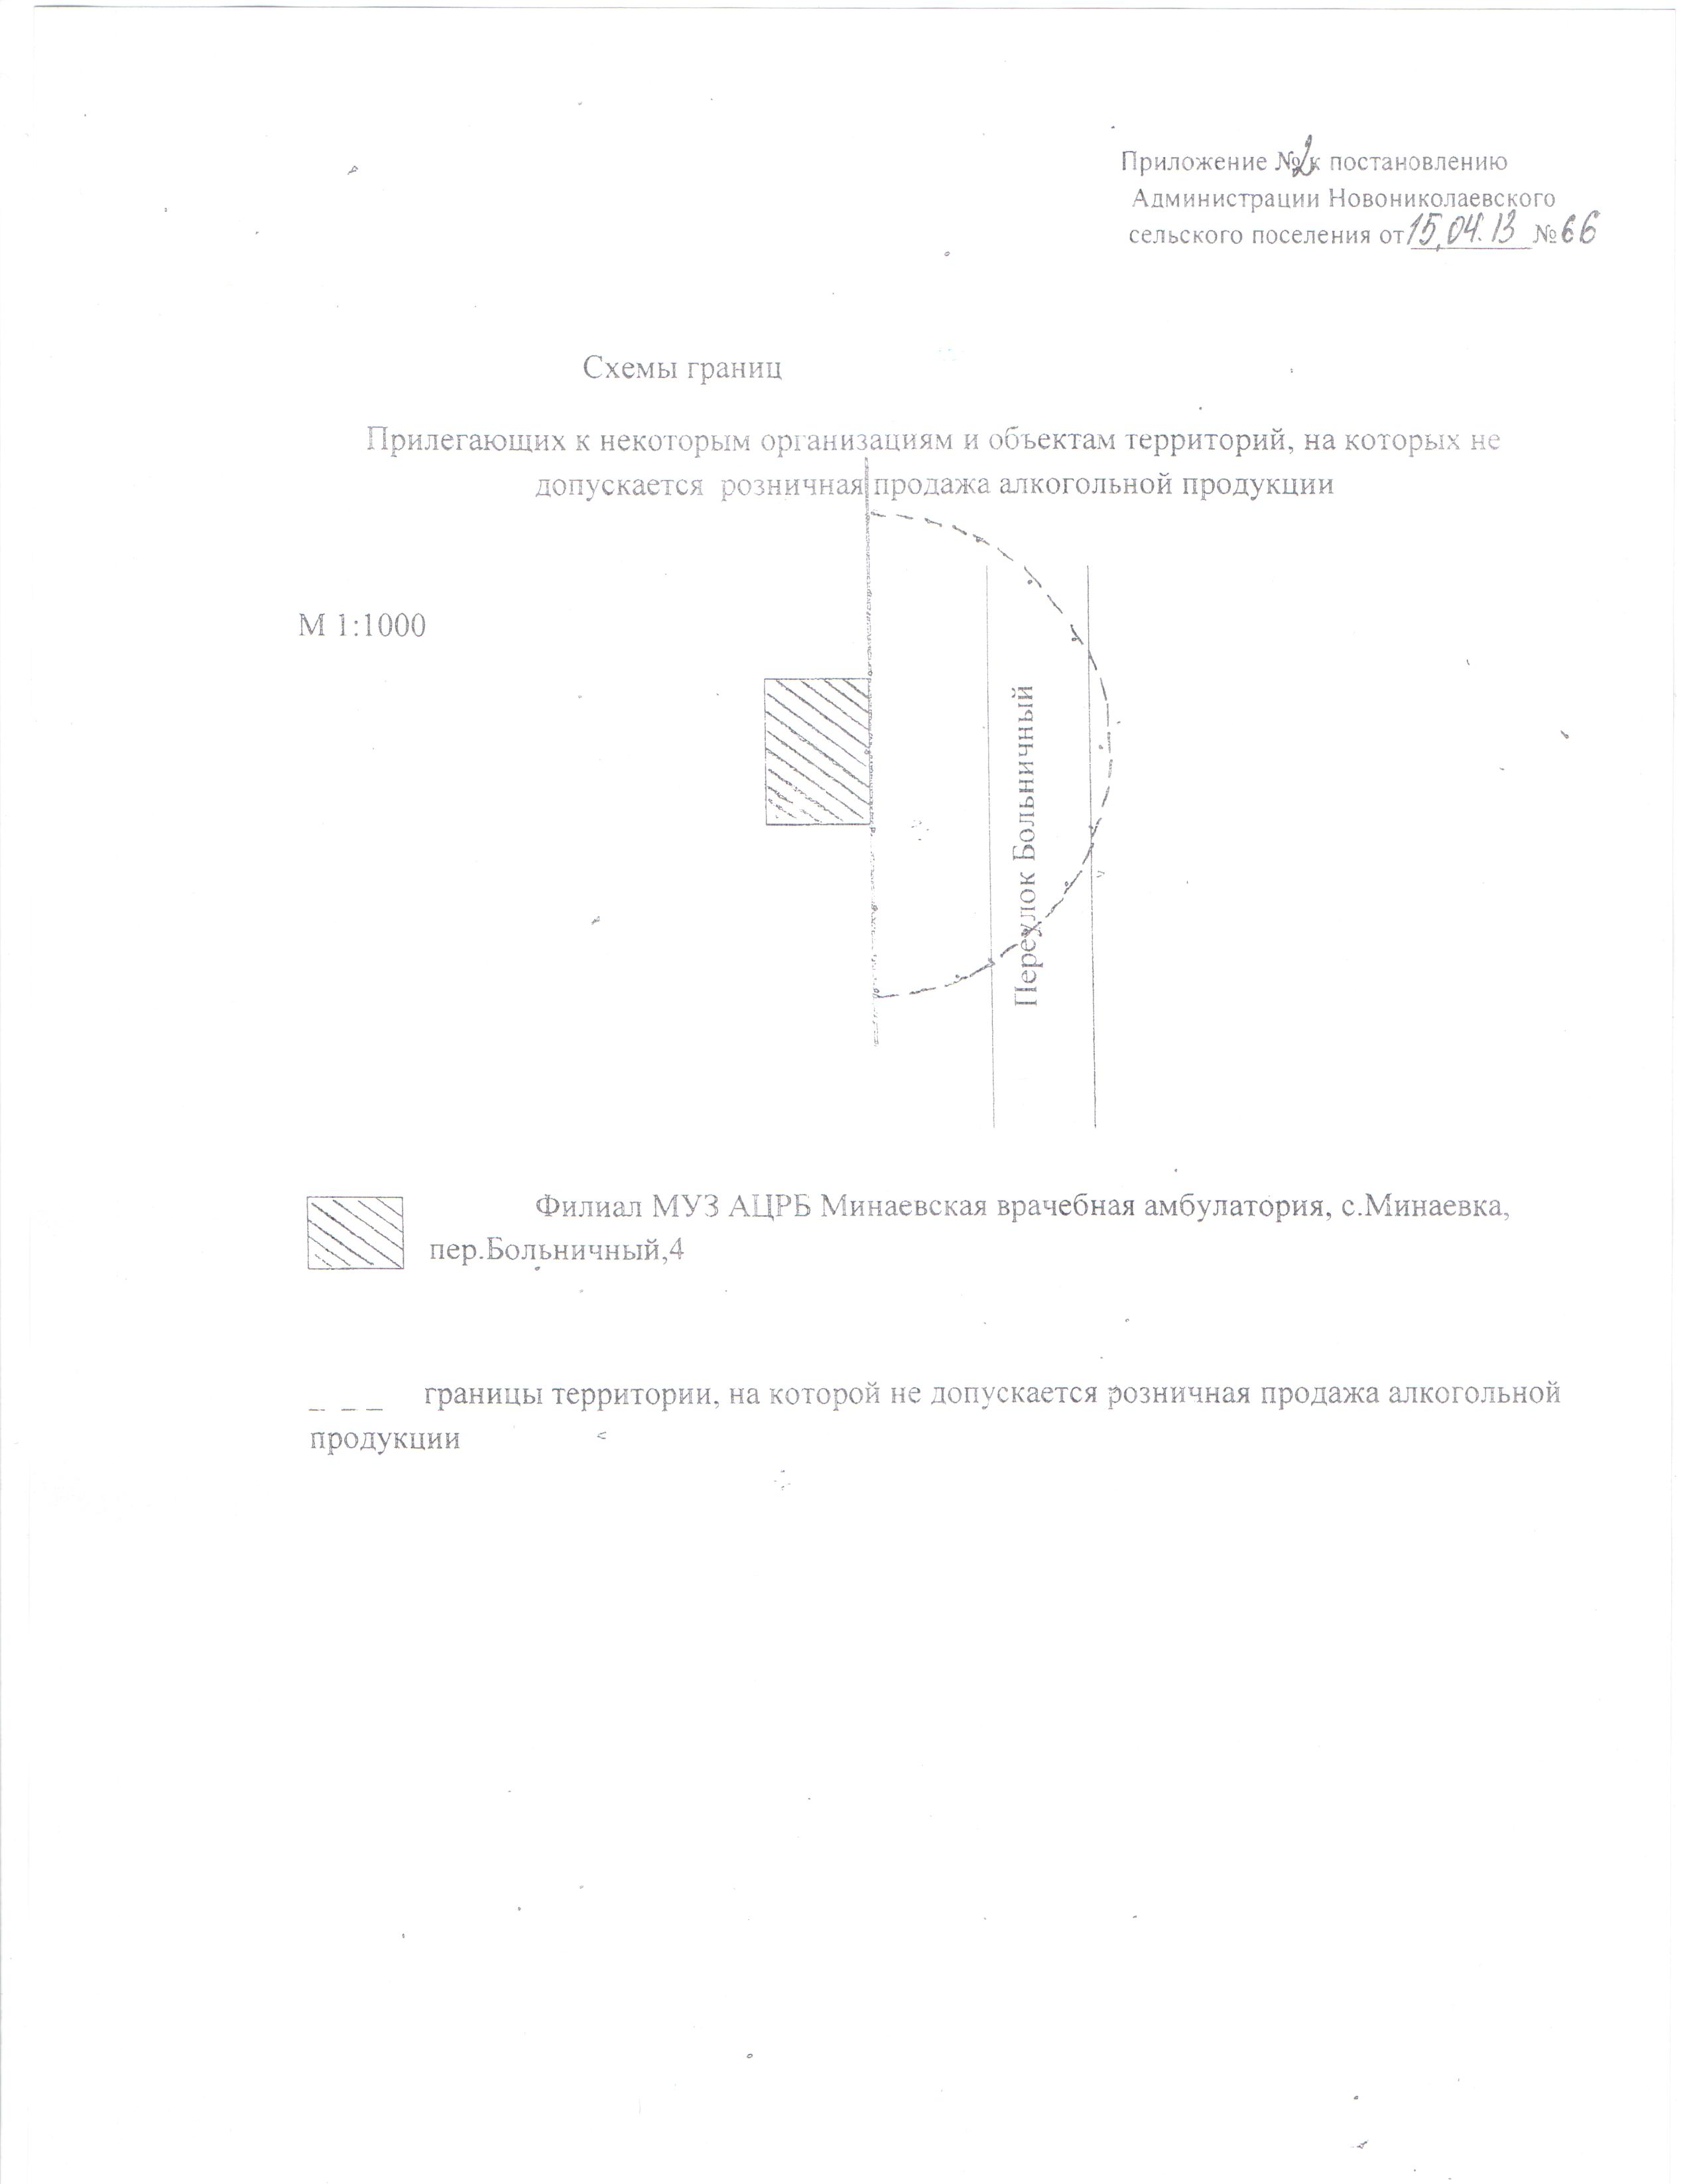 Приложение №2 к постановлению
Администрации Новониколаевского
сельского поселения от 15.04.13 №66
Схемы границ
Прилегающих к некоторым организациям и объектам территорий, на которых не
допускается розничная продажа алкогольной продукции
М 1:1000
Переулок Больничный
Филиал МУЗ АЦРБ Минаевская врачебная амбулатория, с.Минаевка,
пер.Больничный,4
_ _ _ границы территории, на которой не допускается розничная продажа алкогольной
продукции